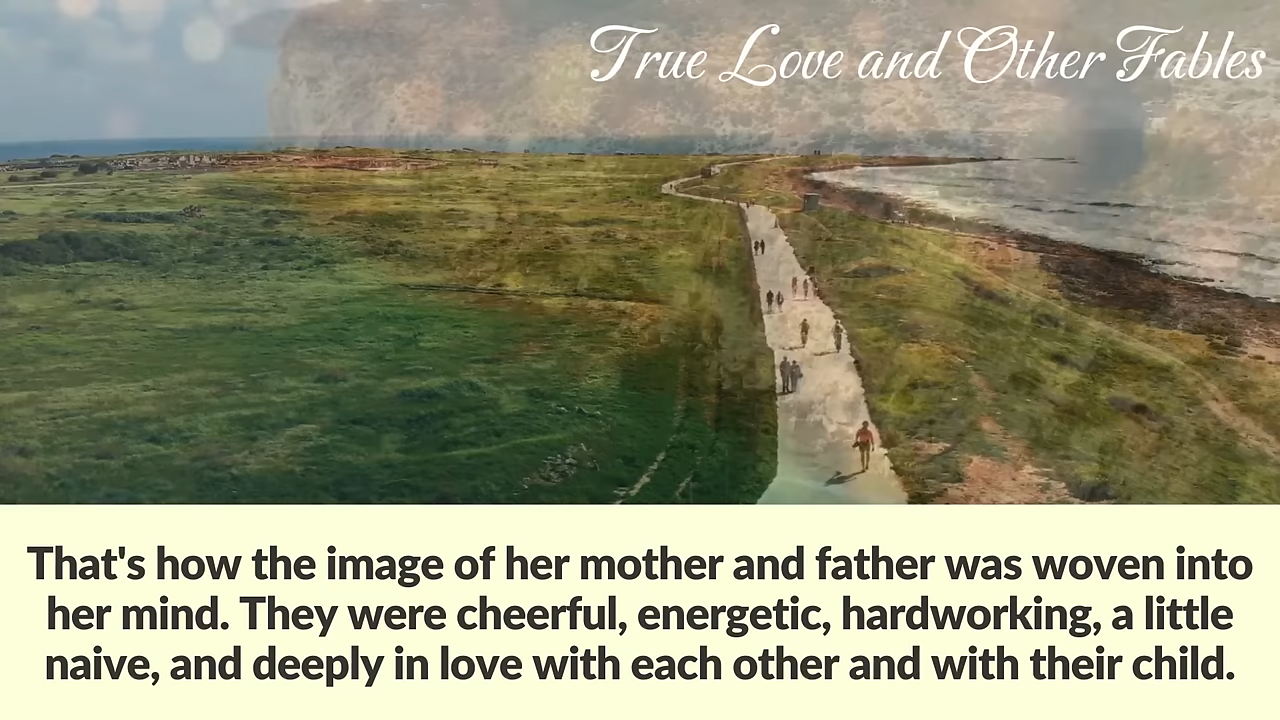 True Love and Other Fables
That's how the image of her mother and father was woven into
her mind. They were cheerful, energetic, hardworking, a little
naive, and deeply in love with each other and with their child.